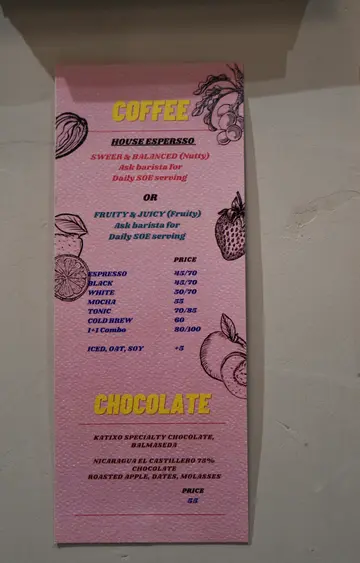 COFFEE
HOUSE ESPERSSO
SWEER & BALANCED (Nutty)
Ask barista for
Daily SOE serving
OR
FRUITY & JUICY (Fruity)
Ask barista for
Daily SOE serving
PRICE
ESPRESSO 45/70
BLACK 45/70
WHITE 50/70
MOCHA 55
TONIC 70/85
COLD BREW 60
1+1 Combo 80/100
ICED, OAT, SOY +5
CHOCOLATE
KATIXO SPECIALTY CHOCOLATE,
BALMASEDA
NICARAGUA EL CASTILLERO 75%
CHOCOLATE
ROASTED APPLE, DATES, MOLASSES
PRICE
55